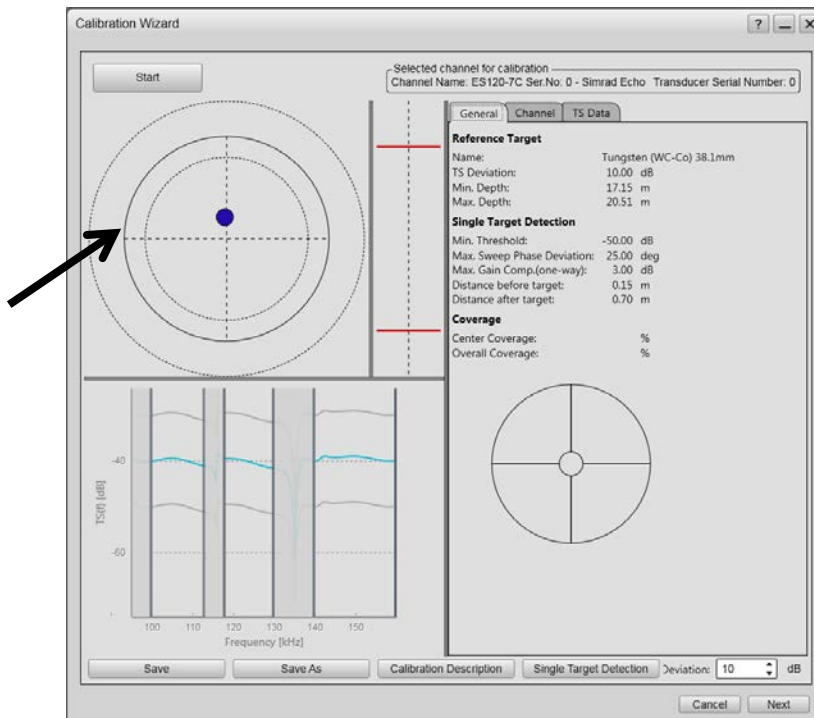 Calibration Wizard
?
X
Start
Selected channel for calibration
Channel Name: ES120-7C Ser.No: 0 - Simrad Echo Transducer Serial Number: 0
General Channel TS Data
Reference Target
Name: Tungsten (WC-Co) 38.1mm
TS Deviation: 10.00 dB
Min. Depth: 17.15 m
Max. Depth: 20.51 m
Single Target Detection
Min. Threshold: -50.00 dB
Max. Sweep Phase Deviation: 25.00 deg
Max. Gain Comp.(one-way): 3.00 dB
Distance before target: 0.15 m
Distance after target: 0.70 m
Coverage
Center Coverage: %
Overall Coverage: %
TS(f) [dB]
-40
-60
100 110 120 130 140 150
Frequency [kHz]
Save Save As Calibration Description Single Target Detection Deviation: 10 dB
Cancel Next